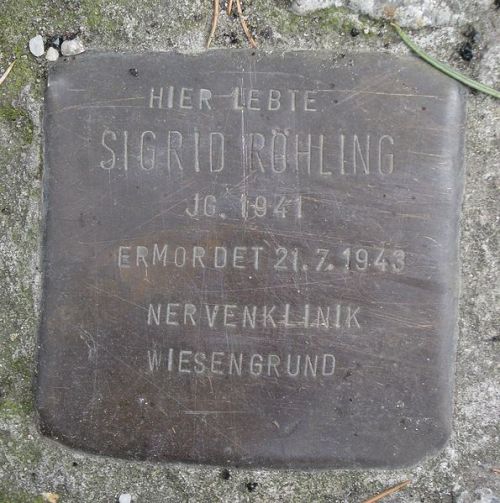 HIER LEBTE
SIGRID RÖHLING
JG. 1941
ERMORDET 21.7.1943
NERVENKLINIK
WIESENGRUND